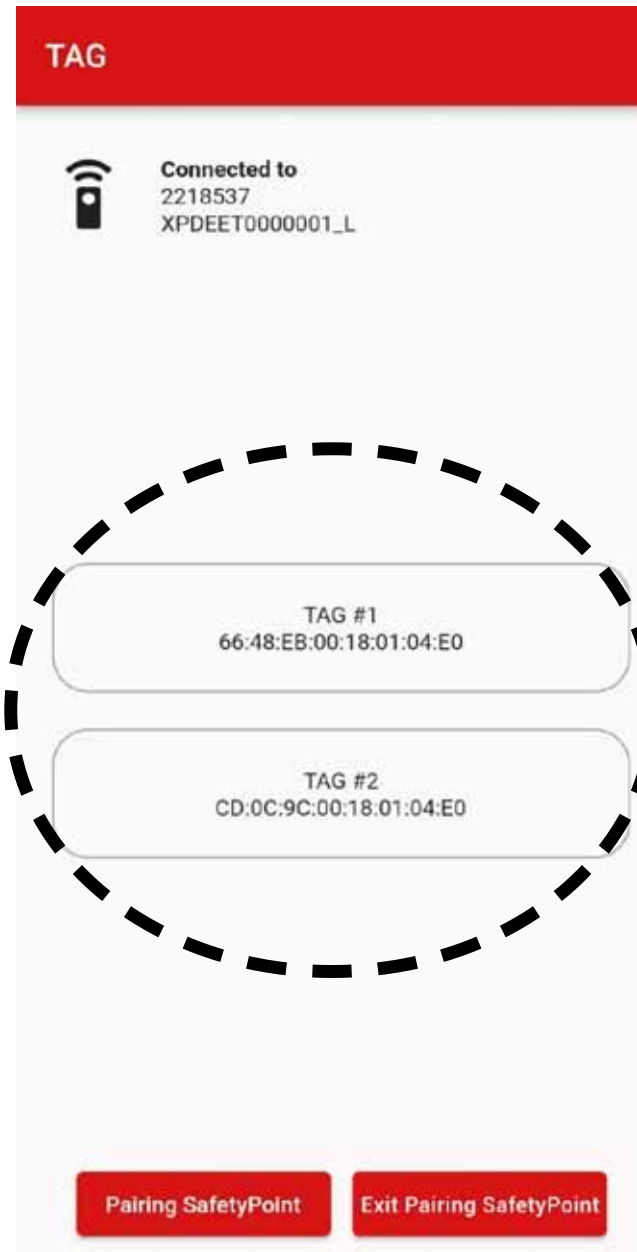 TAG
Connected to
2218537
XPDEET0000001_L
TAG #1
66:48:EB:00:18:01:04:E0
TAG #2
CD:0C:9C:00:18:01:04:E0
Pairing SafetyPoint
Exit Pairing SafetyPoint